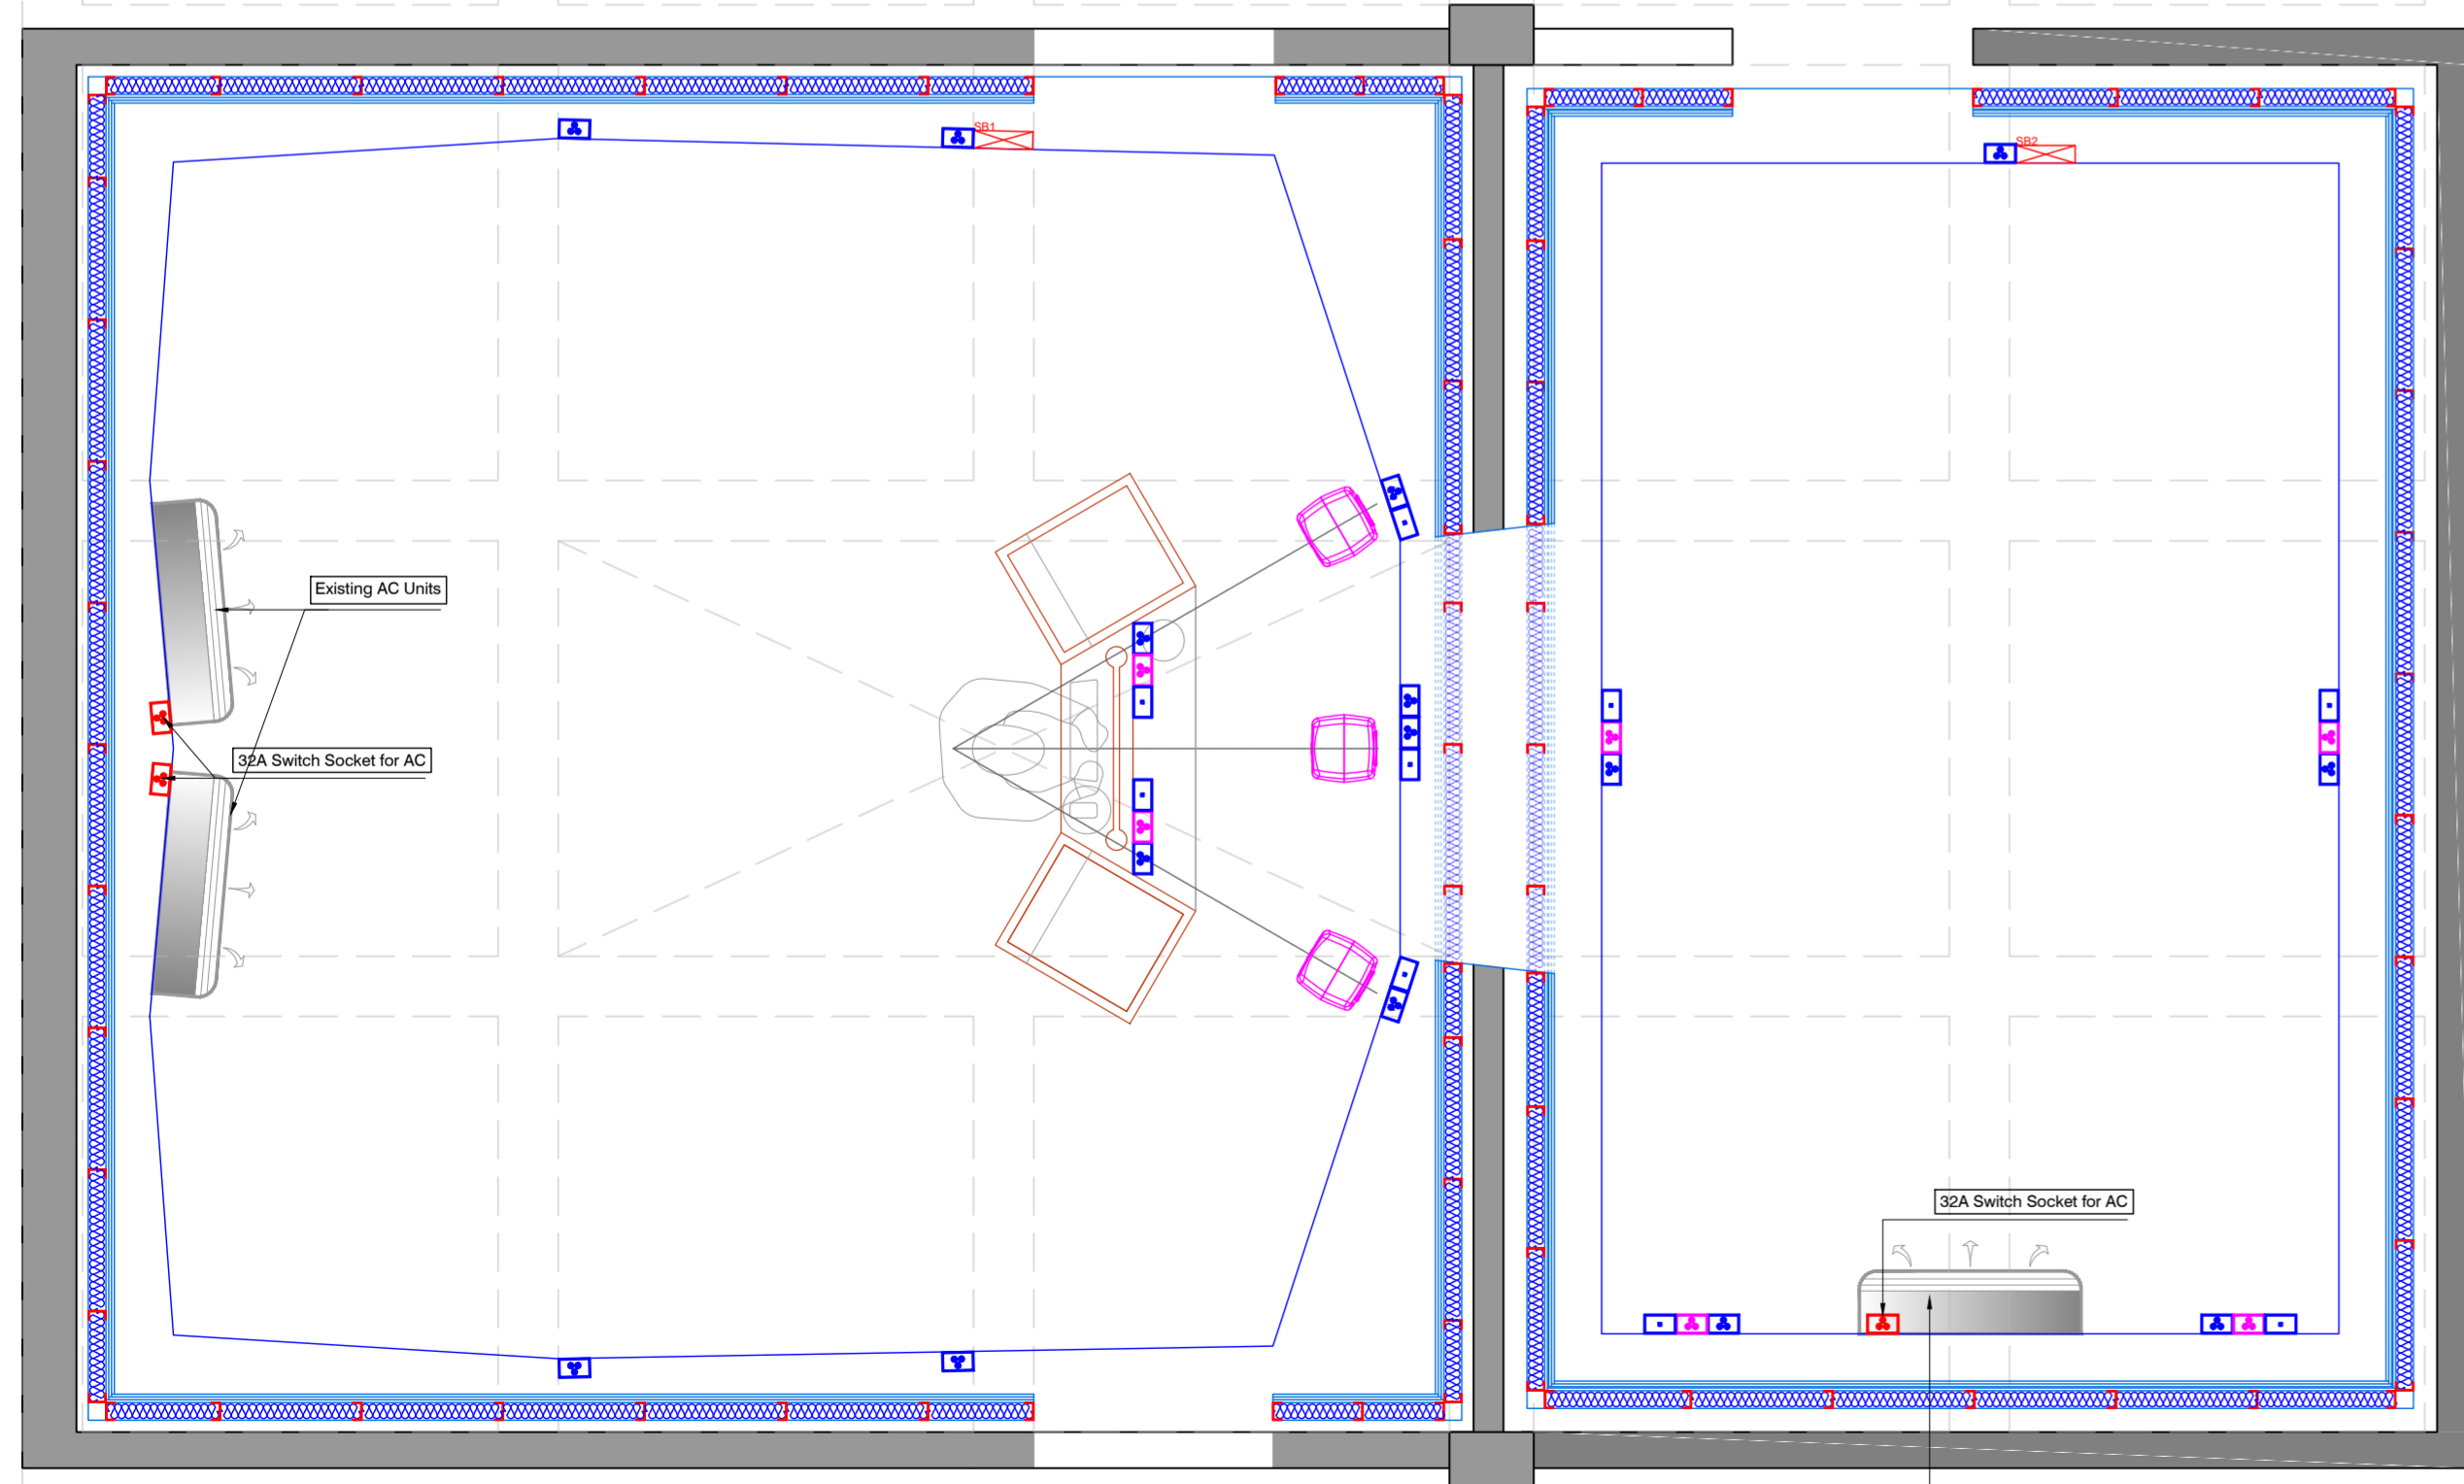 SB1
SB2
Existing AC Units
32A Switch Socket for AC
32A Switch Socket for AC